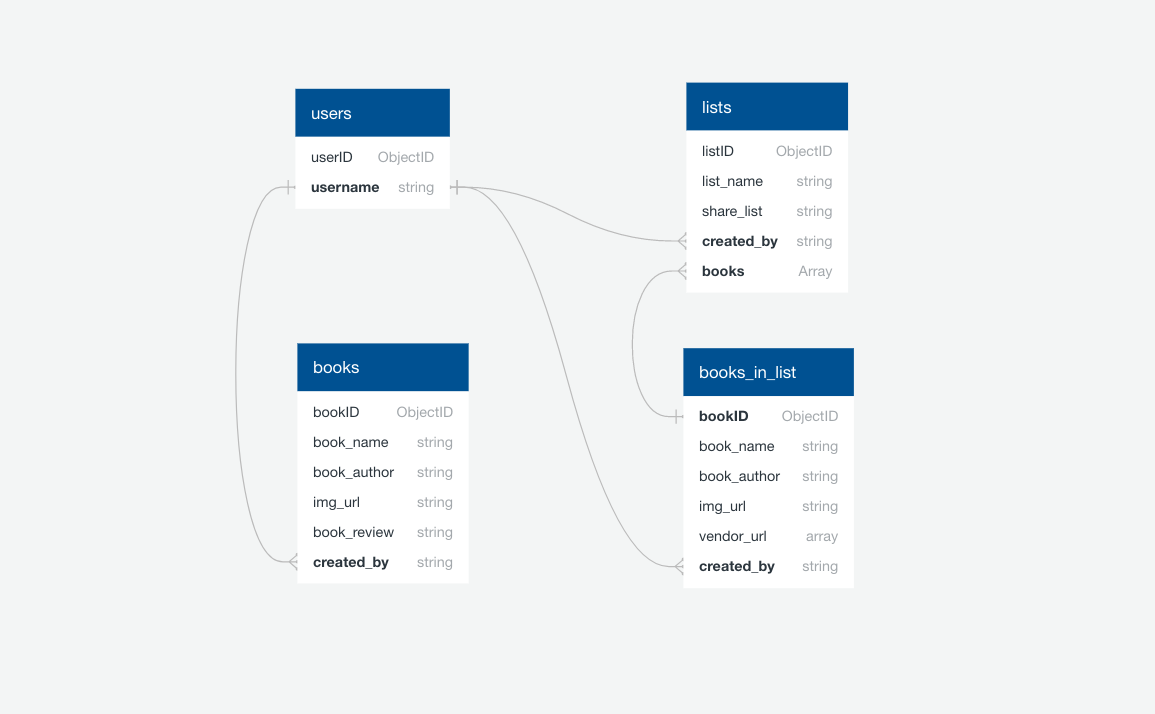 users
userID ObjectID
username string
lists
listID ObjectID
list_name string
share_list string
created_by string
books Array
books
bookID ObjectID
book_name string
book_author string
img_url string
book_review string
created_by string
books_in_list
bookID ObjectID
book_name string
book_author string
img_url string
vendor_url array
created_by string